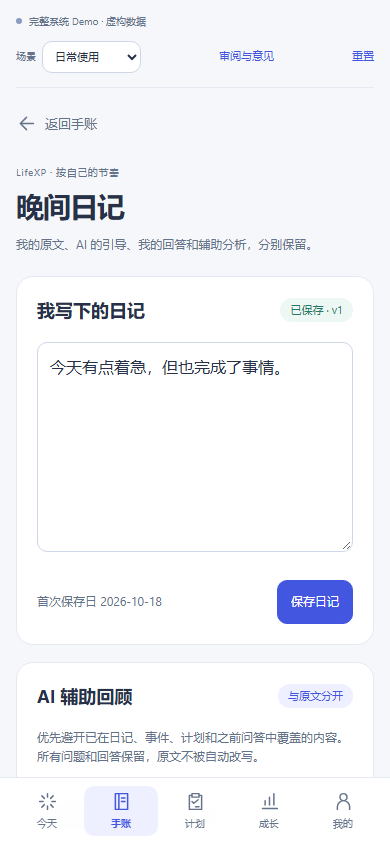 完整系统 Demo · 虚构数据
场景 日常使用 审阅与意见 重置
返回手账
LifeXP · 按自己的节奏
晚间日记
我的原文、AI 的引导、我的回答和辅助分析，分别保留。
我写下的日记 已保存 · v1
今天有点着急，但也完成了事情。
首次保存日 2026-10-18 保存日记
AI 辅助回顾 与原文分开
优先避开已在日记、事件、计划和之前问答中覆盖的内容。
所有问题和回答保留，原文不被自动改写。
今天 手账 计划 成长 我的